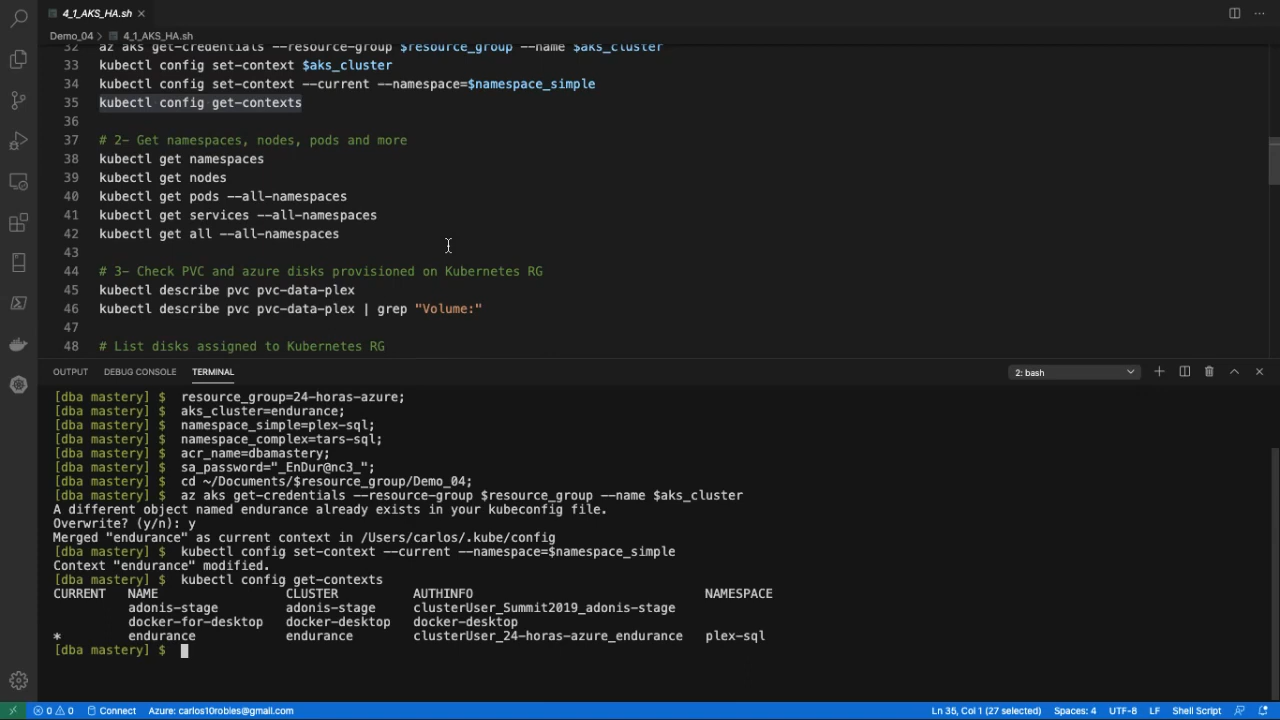 4_1_AKS_HA.sh
Demo_04 > 4_1_AKS_HA.sh
32 az aks get-credentials --resource-group $resource_group --name $aks_cluster
33 kubectl config set-context $aks_cluster
34 kubectl config set-context --current --namespace=$namespace_simple
35 kubectl config get-contexts
36
37 # 2- Get namespaces, nodes, pods and more
38 kubectl get namespaces
39 kubectl get nodes
40 kubectl get pods --all-namespaces
41 kubectl get services --all-namespaces
42 kubectl get all --all-namespaces
43
44 # 3- Check PVC and azure disks provisioned on Kubernetes RG
45 kubectl describe pvc pvc-data-plex
46 kubectl describe pvc pvc-data-plex | grep "Volume:"
47
48 # List disks assigned to Kubernetes RG
OUTPUT DEBUG CONSOLE TERMINAL 2: bash
[dba mastery] $ resource_group=24-horas-azure;
[dba mastery] $ aks_cluster=endurance;
[dba mastery] $ namespace_simple=plex-sql;
[dba mastery] $ namespace_complex=tars-sql;
[dba mastery] $ acr_name=dbamastery;
[dba mastery] $ sa_password="_EnDur@nc3_";
[dba mastery] $ cd ~/Documents/$resource_group/Demo_04;
[dba mastery] $ az aks get-credentials --resource-group $resource_group --name $aks_cluster
A different object named endurance already exists in your kubeconfig file.
Overwrite? (y/n): y
Merged "endurance" as current context in /Users/carlos/.kube/config
[dba mastery] $ kubectl config set-context --current --namespace=$namespace_simple
Context "endurance" modified.
[dba mastery] $ kubectl config get-contexts
CURRENT NAME CLUSTER AUTHINFO NAMESPACE
adonis-stage adonis-stage clusterUser_Summit2019_adonis-stage
docker-for-desktop docker-desktop docker-desktop
* endurance endurance clusterUser_24-horas-azure_endurance plex-sql
[dba mastery] $
0 0 Connect Azure: carlos10robles@gmail.com Ln 35, Col 1 (27 selected) Spaces: 4 UTF-8 LF Shell Script